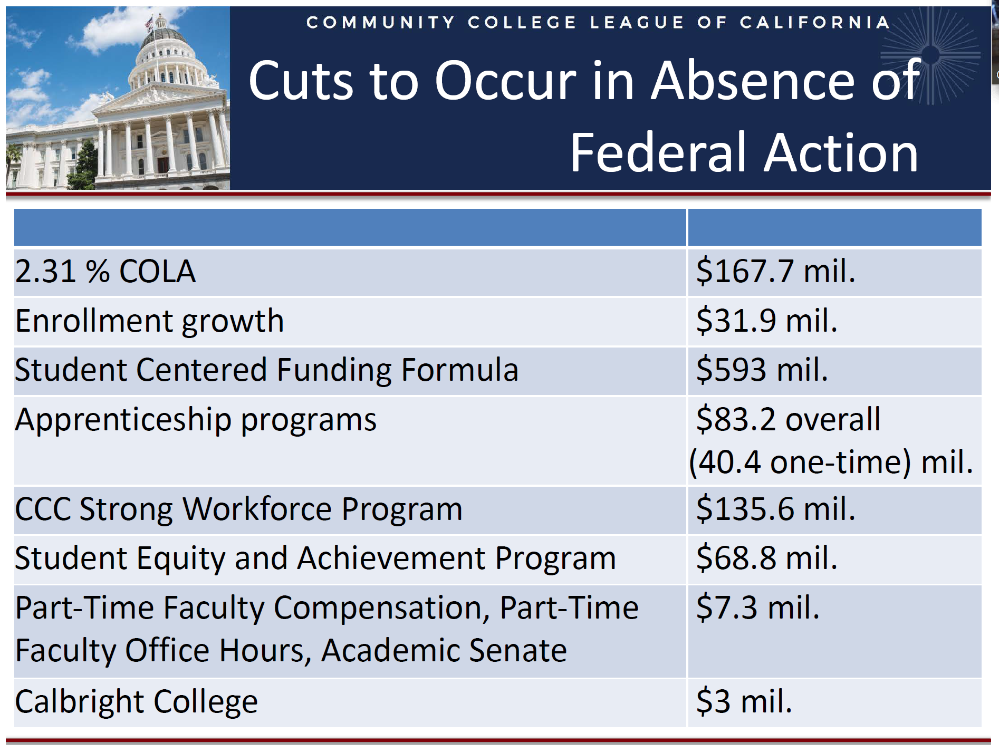 COMMUNITY COLLEGE LEAGUE OF CALIFORNIA
Cuts to Occur in Absence of
Federal Action
2.31 % COLA $167.7 mil.
Enrollment growth $31.9 mil.
Student Centered Funding Formula $593 mil.
Apprenticeship programs $83.2 overall
(40.4 one-time) mil.
CCC Strong Workforce Program $135.6 mil.
Student Equity and Achievement Program $68.8 mil.
Part-Time Faculty Compensation, Part-Time $7.3 mil.
Faculty Office Hours, Academic Senate
Calbright College $3 mil.